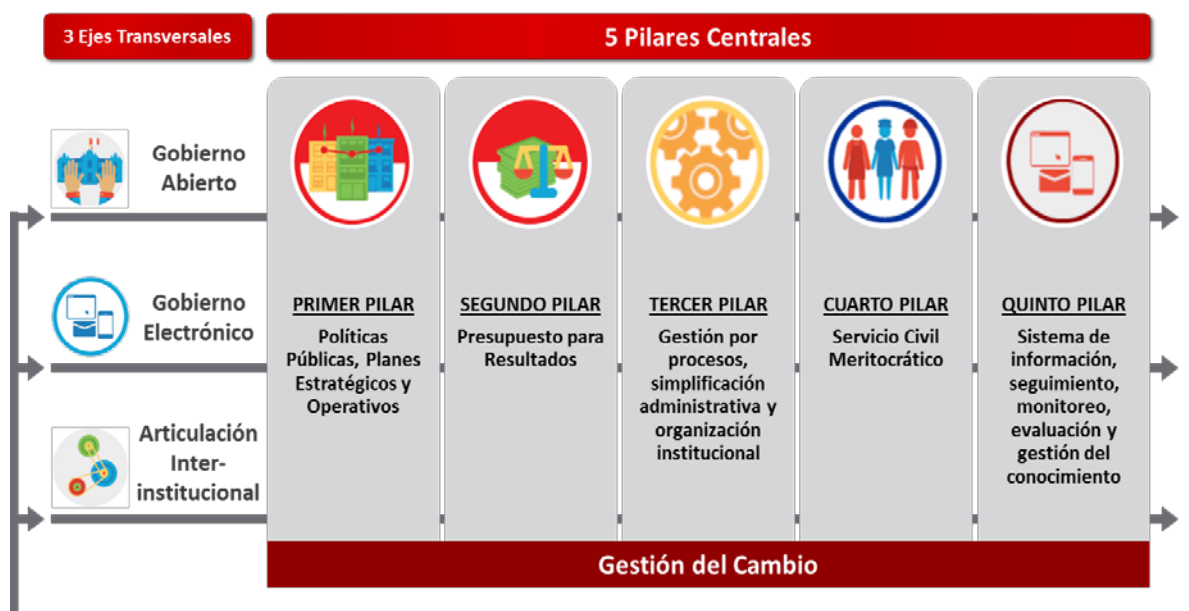 3 Ejes Transversales
5 Pilares Centrales
Gobierno
Abierto
Gobierno
Electrónico
Articulación
Inter-
institucional
PRIMER PILAR
Políticas
Públicas, Planes
Estratégicos y
Operativos
SEGUNDO PILAR
Presupuesto para
Resultados
TERCER PILAR
Gestión por
procesos,
simplificación
administrativa y
organización
institucional
CUARTO PILAR
Servicio Civil
Meritocrático
QUINTO PILAR
Sistema de
información,
seguimiento,
monitoreo,
evaluación y
gestión del
conocimiento
Gestión del Cambio